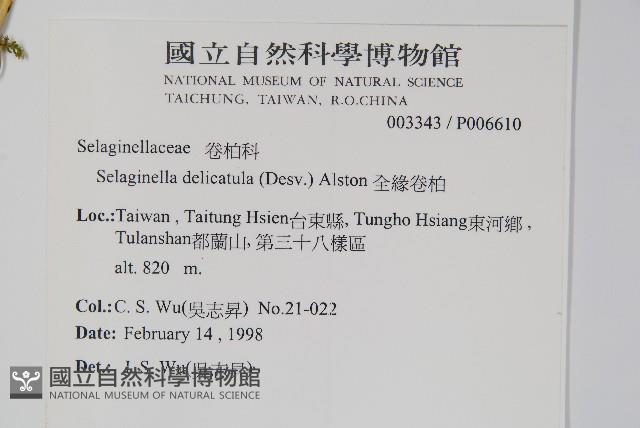 國立自然科學博物館
NATIONAL MUSEUM OF NATURAL SCIENCE
TAICHUNG, TAIWAN, R.O.CHINA
003343 / P006610
Selaginellaceae 卷柏科
Selaginella delicatula (Desv.) Alston 全緣卷柏
Loc.:Taiwan , Taitung Hsien台東縣, Tungho Hsiang東河鄉 ,
Tulanshan都蘭山, 第三十八樣區
alt. 820 m.
Col.: C. S. Wu(吳志昇) No.21-022
Date: February 14 , 1998
Det.: J. S. Wu(吳志昇)
國立自然科學博物館
NATIONAL MUSEUM OF NATURAL SCIENCE